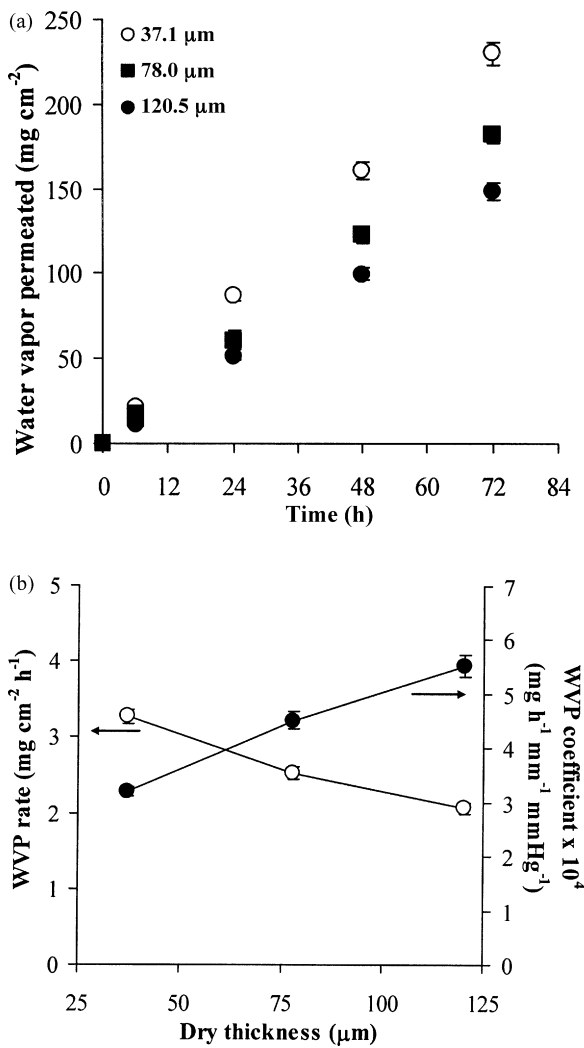 (a)
250
200
150
100
50
0
Water vapor permeated (mg cm-2)
37.1 µm
78.0 µm
120.5 µm
0 12 24 36 48 60 72 84
Time (h)
(b)
5
4
3
2
1
0
WVP rate (mg cm-2 h-1)
7
6
5
4
3
2
1
0
WVP coefficient x 10^4
(mg h-1 mm-1 mmHg-1)
25 50 75 100 125
Dry thickness (µm)